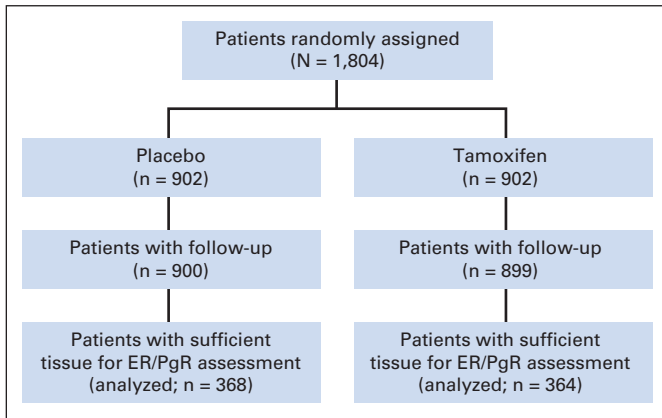 Patients randomly assigned
(N = 1,804)
Placebo
(n = 902)
Tamoxifen
(n = 902)
Patients with follow-up
(n = 900)
Patients with follow-up
(n = 899)
Patients with sufficient
tissue for ER/PgR assessment
(analyzed; n = 368)
Patients with sufficient
tissue for ER/PgR assessment
(analyzed; n = 364)